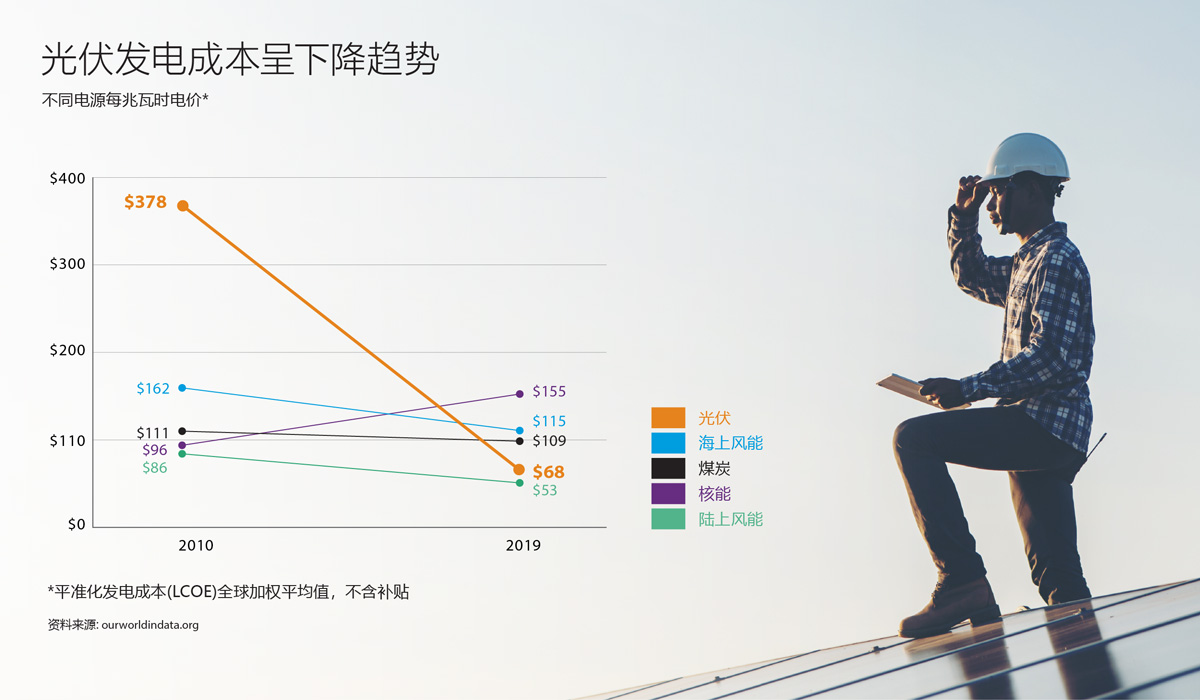 光伏发电成本呈下降趋势
不同电源每兆瓦时电价*
$400
$300
$200
$110
$0
$378
$162
$111
$96
$86
$155
$115
$109
$68
$53
2010
2019
光伏
海上风能
煤炭
核能
陆上风能
*平准化发电成本(LCOE)全球加权平均值，不含补贴
资料来源: ourworldindata.org